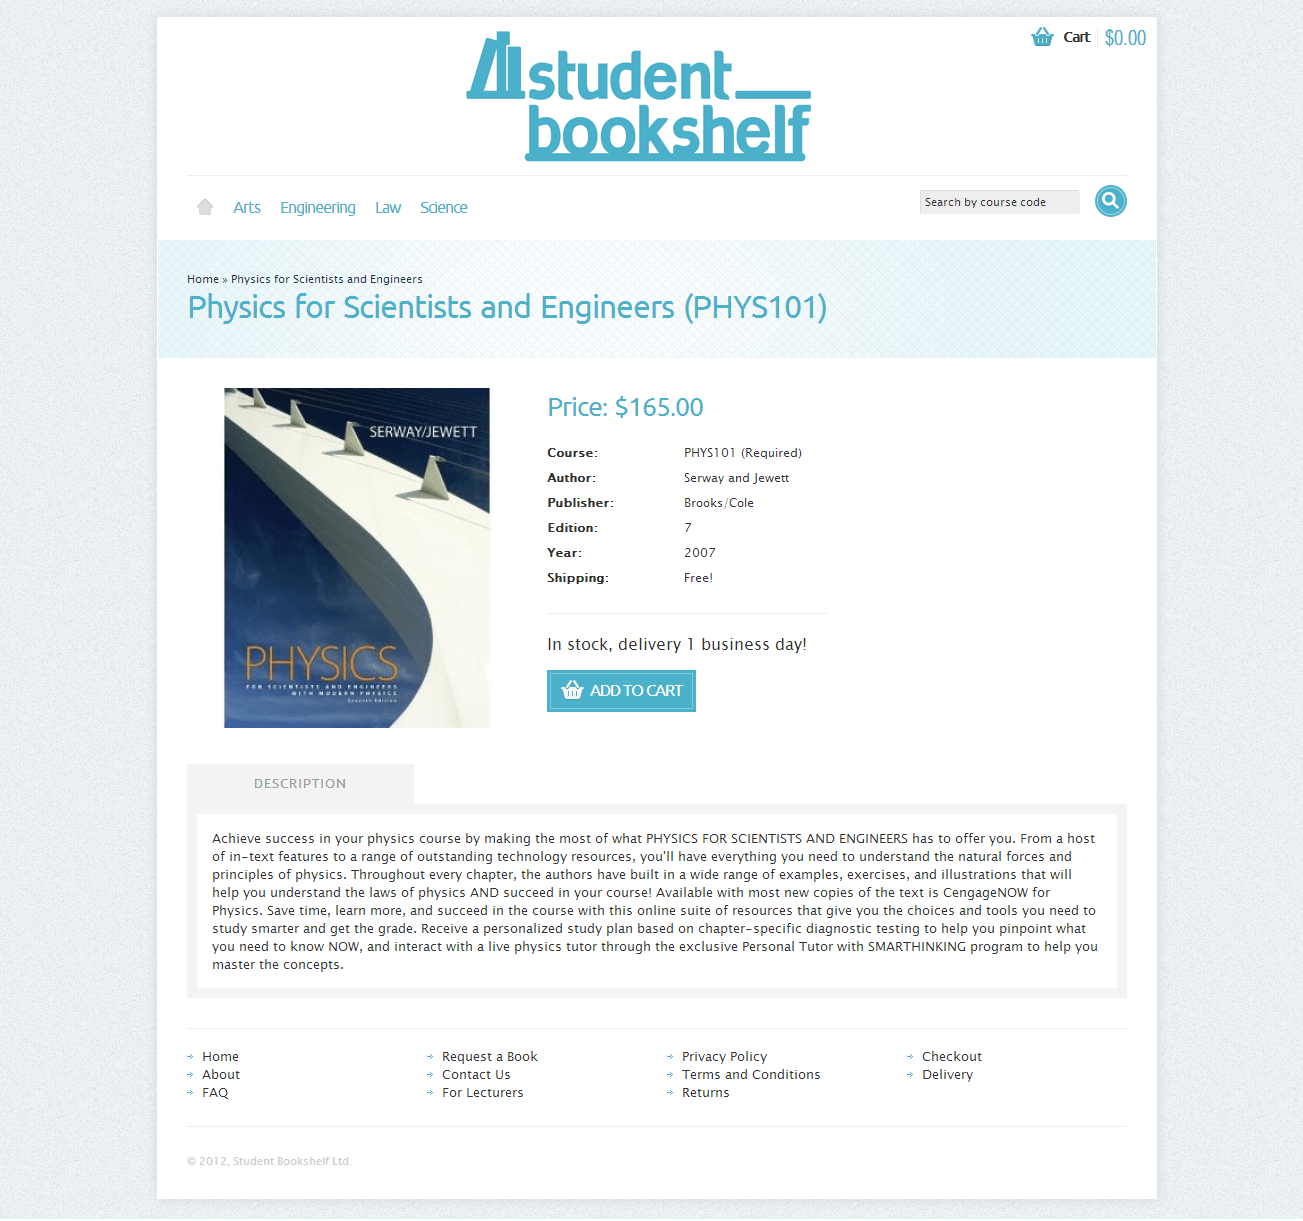 Cart $0.00
student
bookshelf
Arts Engineering Law Science
Search by course code
Home » Physics for Scientists and Engineers
Physics for Scientists and Engineers (PHYS101)
SERWAY/JEWETT
PHYSICS
FOR SCIENTISTS AND ENGINEERS
WITH MODERN PHYSICS
Seventh Edition
Price: $165.00
Course: PHYS101 (Required)
Author: Serway and Jewett
Publisher: Brooks/Cole
Edition: 7
Year: 2007
Shipping: Free!
In stock, delivery 1 business day!
ADD TO CART
DESCRIPTION
Achieve success in your physics course by making the most of what PHYSICS FOR SCIENTISTS AND ENGINEERS has to offer you. From a host
of in-text features to a range of outstanding technology resources, you'll have everything you need to understand the natural forces and
principles of physics. Throughout every chapter, the authors have built in a wide range of examples, exercises, and illustrations that will
help you understand the laws of physics AND succeed in your course! Available with most new copies of the text is CengageNOW for
Physics. Save time, learn more, and succeed in the course with this online suite of resources that give you the choices and tools you need to
study smarter and get the grade. Receive a personalized study plan based on chapter-specific diagnostic testing to help you pinpoint what
you need to know NOW, and interact with a live physics tutor through the exclusive Personal Tutor with SMARTHINKING program to help you
master the concepts.
Home
About
FAQ
Request a Book
Contact Us
For Lecturers
Privacy Policy
Terms and Conditions
Returns
Checkout
Delivery
© 2012, Student Bookshelf Ltd.